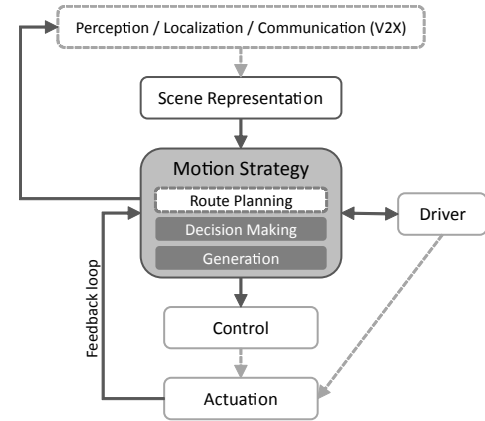 Perception / Localization / Communication (V2X)
Scene Representation
Motion Strategy
Route Planning
Decision Making
Generation
Driver
Feedback loop
Control
Actuation